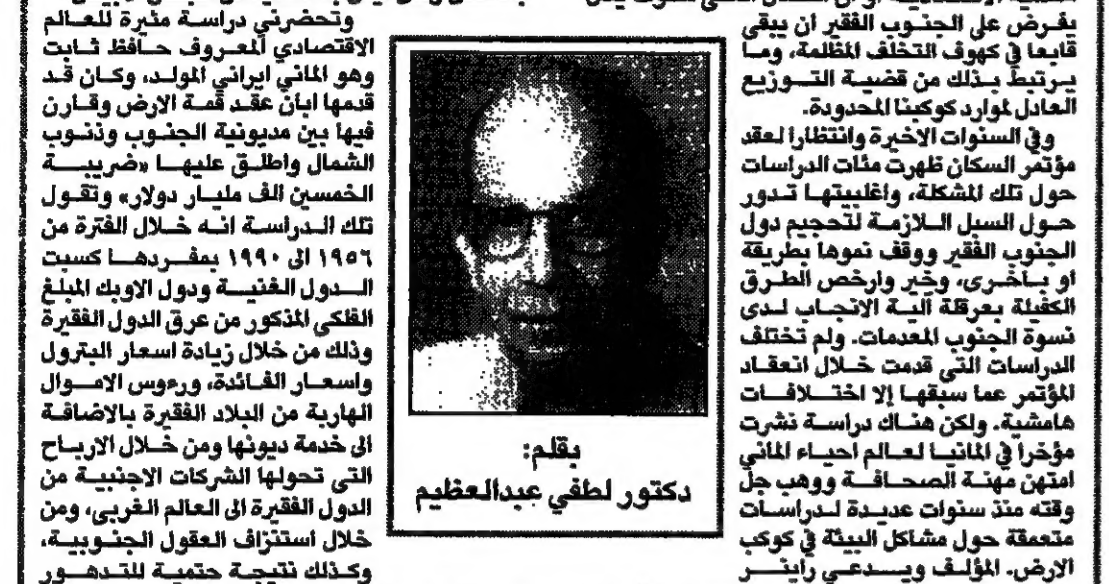 يفرض على الجنوب الفقير ان يبقى
قابعا في كهوف التخلف المظلمة، وما
يرتبط بذلك من قضية التوزيع
العادل لموارد كوكبنا المحدودة.
وفي السنوات الاخيرة وانتظارا لعقد
مؤتمر السكان ظهرت مئات الدراسات
حول تلك المشكلة، واغلبيتها تدور
حول السبل اللازمة لتحجيم دول
الجنوب الفقير ووقف نموها بطريقة
او باخرى، وخير وارخص الطرق
الكفيلة بعرقلة آلية الانجاب لدى
نسوة الجنوب المعدمات. ولم تختلف
الدراسات التى قدمت خلال انعقاد
المؤتمر عما سبقها إلا اختلافات
هامشية. ولكن هناك دراسة نشرت
مؤخرا في المانيا لعالم احياء الماني
امتهن مهنة الصحافة ووهب جل
وقته منذ سنوات عديدة لدراسات
متعمقة حول مشاكل البيئة في كوكب
الارض. المؤلف ويدعي راينر
بقلم:
دكتور لطفي عبدالعظيم
وتحضرني دراسة مثيرة للعالم
الاقتصادي المعروف حافظ ثابت
وهو الماني ايراني المولد، وكان قد
قدمها ابان عقد قمة الارض وقارن
فيها بين مديونية الجنوب وذنوب
الشمال واطلق عليها «ضريبة
الخمسين الف مليار دولار» وتقول
تلك الدراسة انه خلال الفترة من
١٩٥٦ الى ١٩٩٠ بمفردها كسبت
الدول الغنية ودول الاوبك المبلغ
الفلكي المذكور من عرق الدول الفقيرة
وذلك من خلال زيادة اسعار البترول
واسعار الفائدة، ورءوس الاموال
الهاربة من البلاد الفقيرة بالاضافة
الى خدمة ديونها ومن خلال الارباح
التى تحولها الشركات الاجنبية من
الدول الفقيرة الى العالم الغربي، ومن
خلال استنزاف العقول الجنوبية،
وكذلك نتيجة حتمية للتدهور